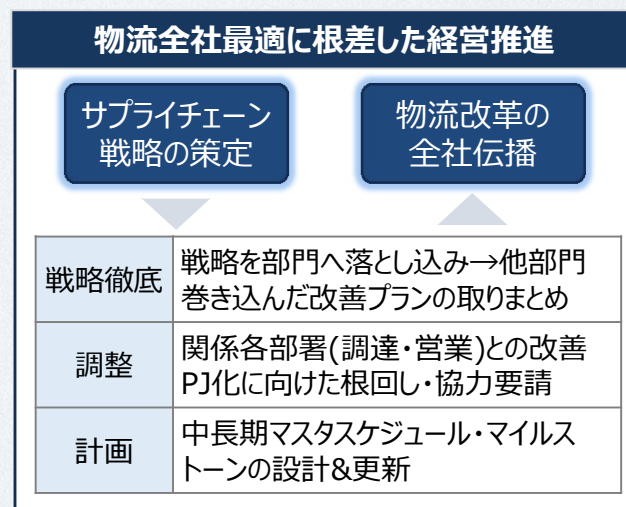 物流全社最適に根差した経営推進
サプライチェーン
戦略の策定
物流改革の
全社伝播
戦略徹底
戦略を部門へ落とし込み→他部門
巻き込んだ改善プランの取りまとめ
調整
関係各部署(調達・営業)との改善
PJ化に向けた根回し・協力要請
計画
中長期マスタスケジュール・マイルス
トーンの設計&更新